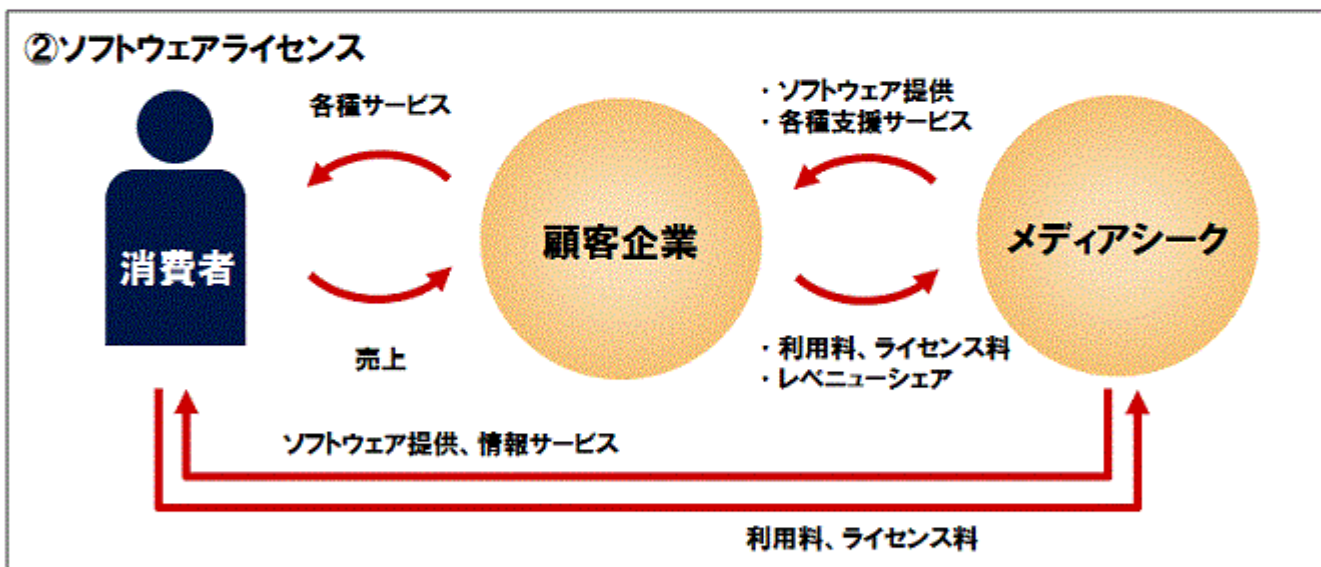 ②ソフトウェアライセンス
各種サービス
・ソフトウェア提供
・各種支援サービス
消費者
顧客企業
メディアシーク
売上
・利用料、ライセンス料
・レベニューシェア
ソフトウェア提供、情報サービス
利用料、ライセンス料